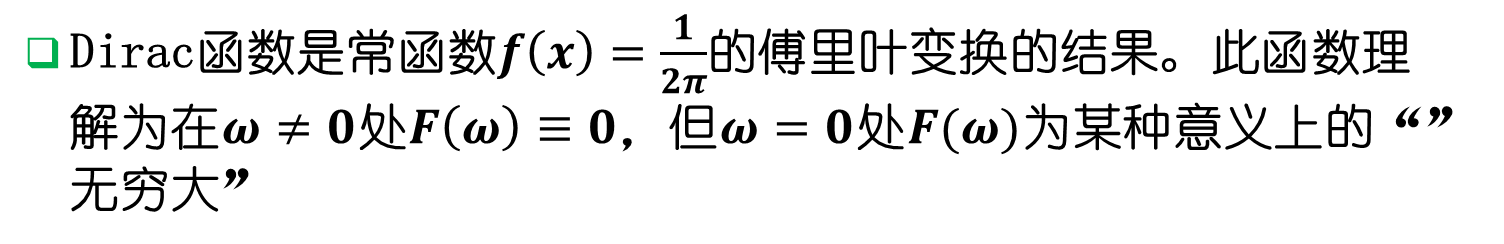 □Dirac函数是常函数f(x) = 1/2π的傅里叶变换的结果。此函数理
解为在ω ≠ 0处F(ω) ≡ 0，但ω = 0处F(ω)为某种意义上的“”
无穷大”